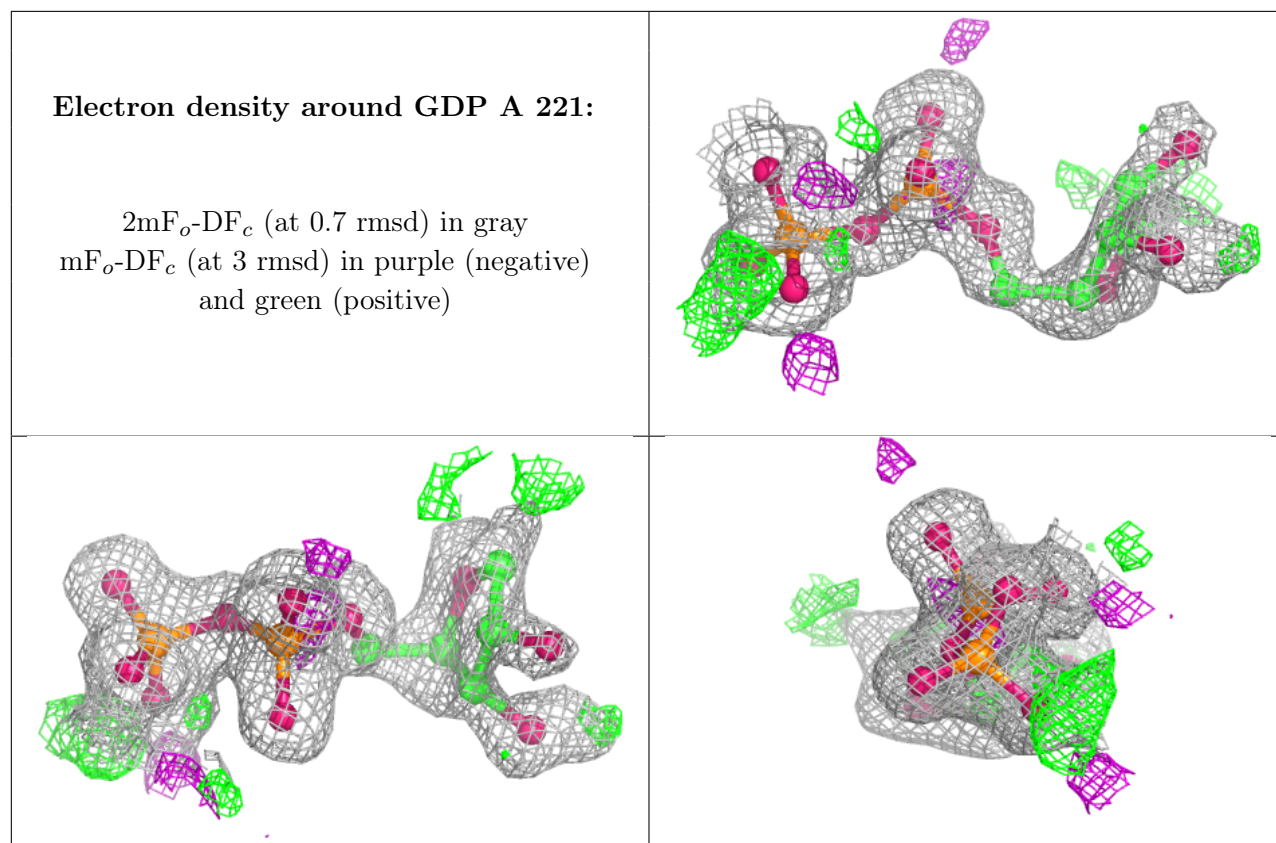 Electron density around GDP A 221:
2mFo-DFc (at 0.7 rmsd) in gray
mFo-DFc (at 3 rmsd) in purple (negative)
and green (positive)